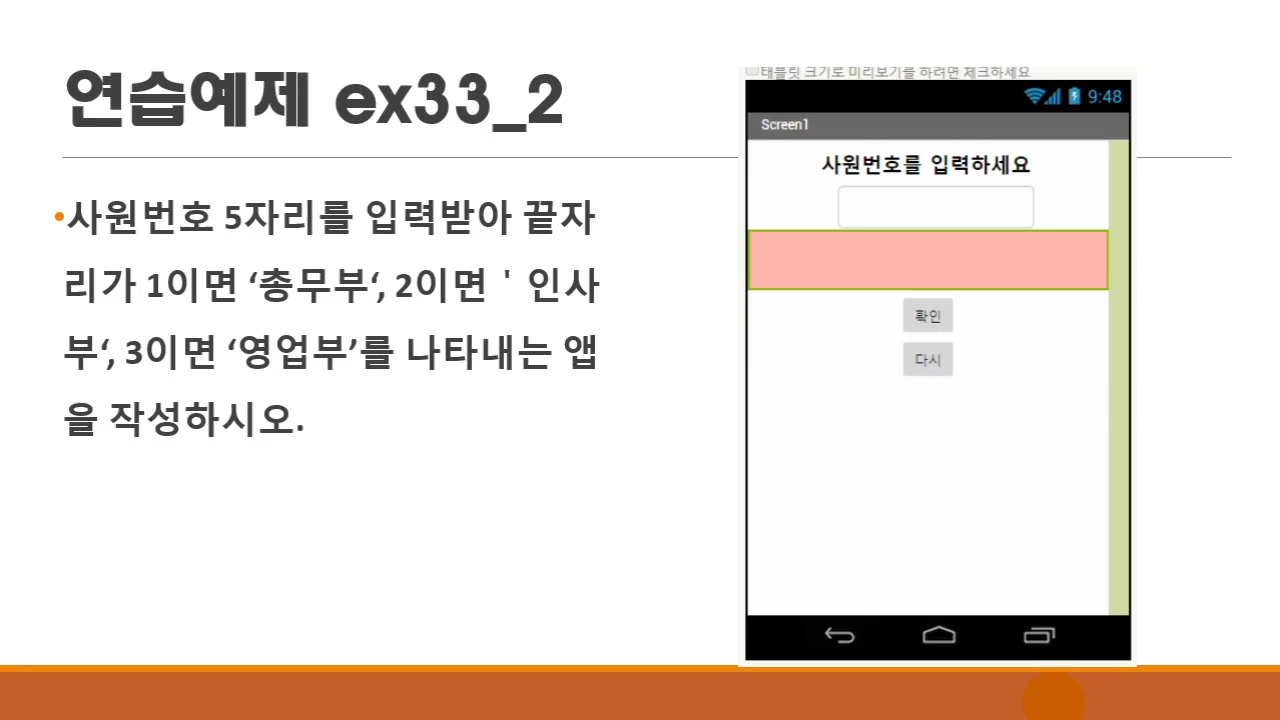 연습예제 ex33_2
•사원번호 5자리를 입력받아 끝자
리가 1이면 ‘총무부‘, 2이면 ＇인사
부‘, 3이면 ‘영업부’를 나타내는 앱
을 작성하시오.
태블릿 크기로 미리보기를 하려면 체크하세요
9:48
Screen1
사원번호를 입력하세요
확인
다시